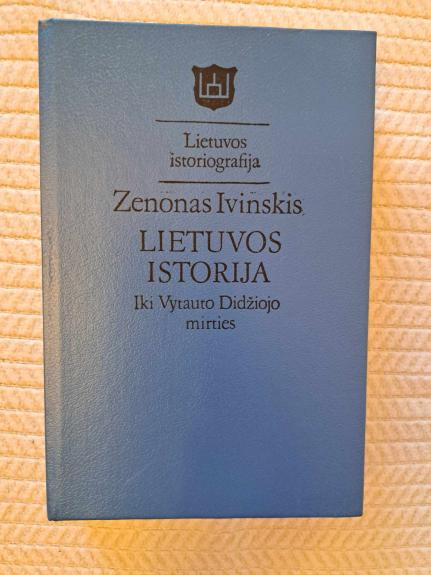 Lietuvos
istoriografija
Zenonas Ivinskis
LIETUVOS
ISTORIJA
Iki Vytauto Didžiojo
mirties